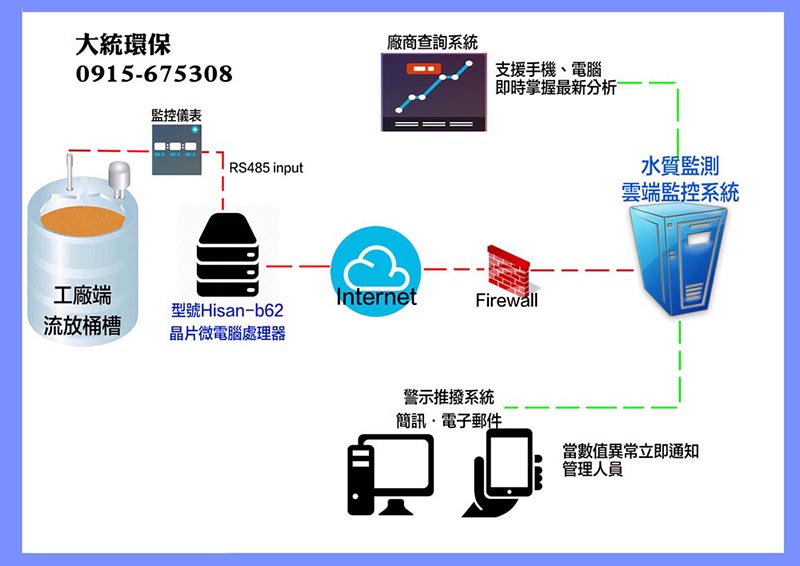 大統環保
0915-675308
廠商查詢系統
支援手機、電腦
即時掌握最新分析
監控儀表
RS485 input
水質監測
雲端監控系統
工廠端
流放桶槽
型號Hisan-b62
晶片微電腦處理器
Internet
Firewall
警示推撥系統
簡訊・電子郵件
當數值異常立即通知
管理人員